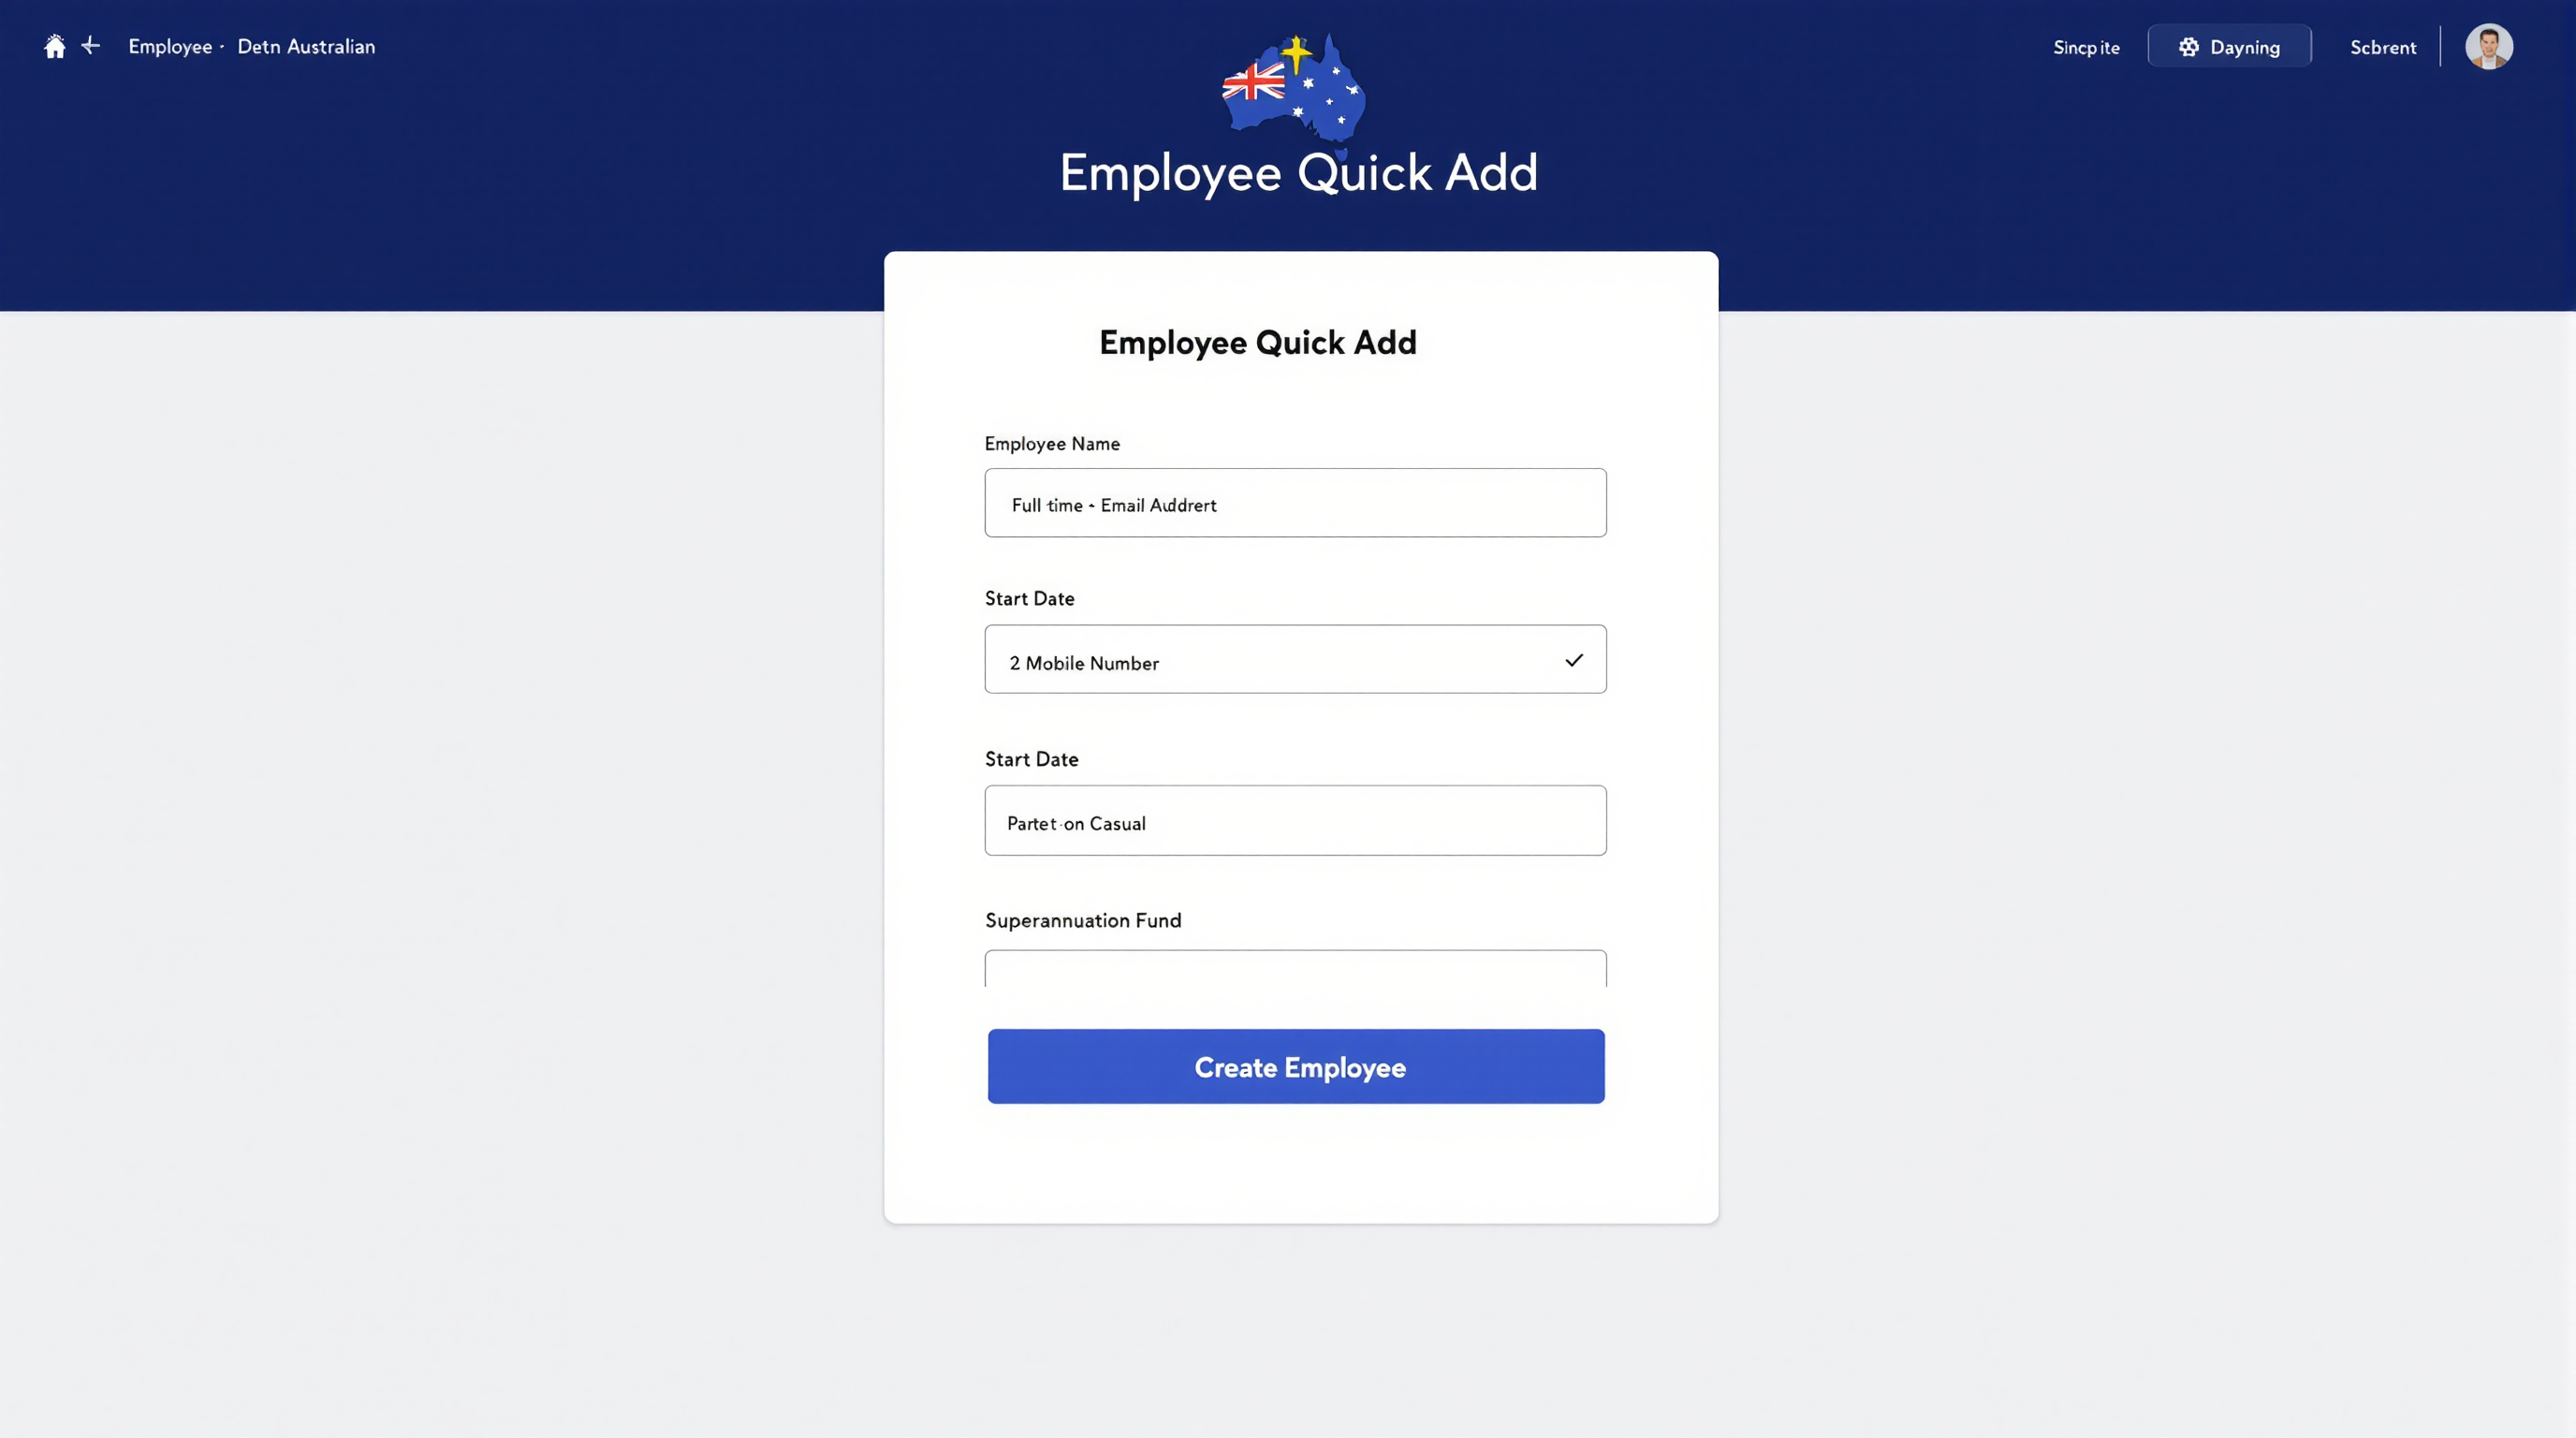 Employee · Detn Australian
Sincpite
Dayning
Scbrent
Employee Quick Add
Employee Quick Add
Employee Name
Full time - Email Auddrert
Start Date
2 Mobile Number
Start Date
Partet·on Casual
Superannuation Fund
Create Employee